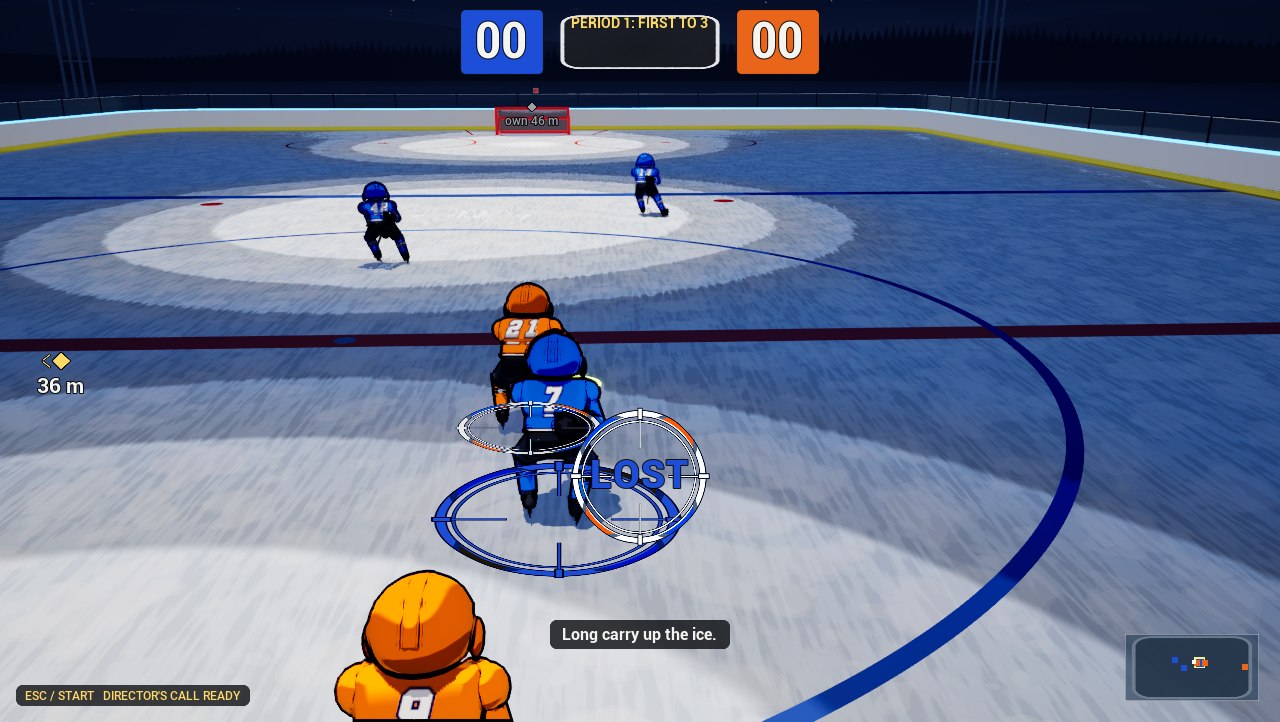 00
PERIOD 1: FIRST TO 3
00
own 46 m
21
7
36 m
LOST
Long carry up the ice.
ESC / START DIRECTOR'S CALL READY